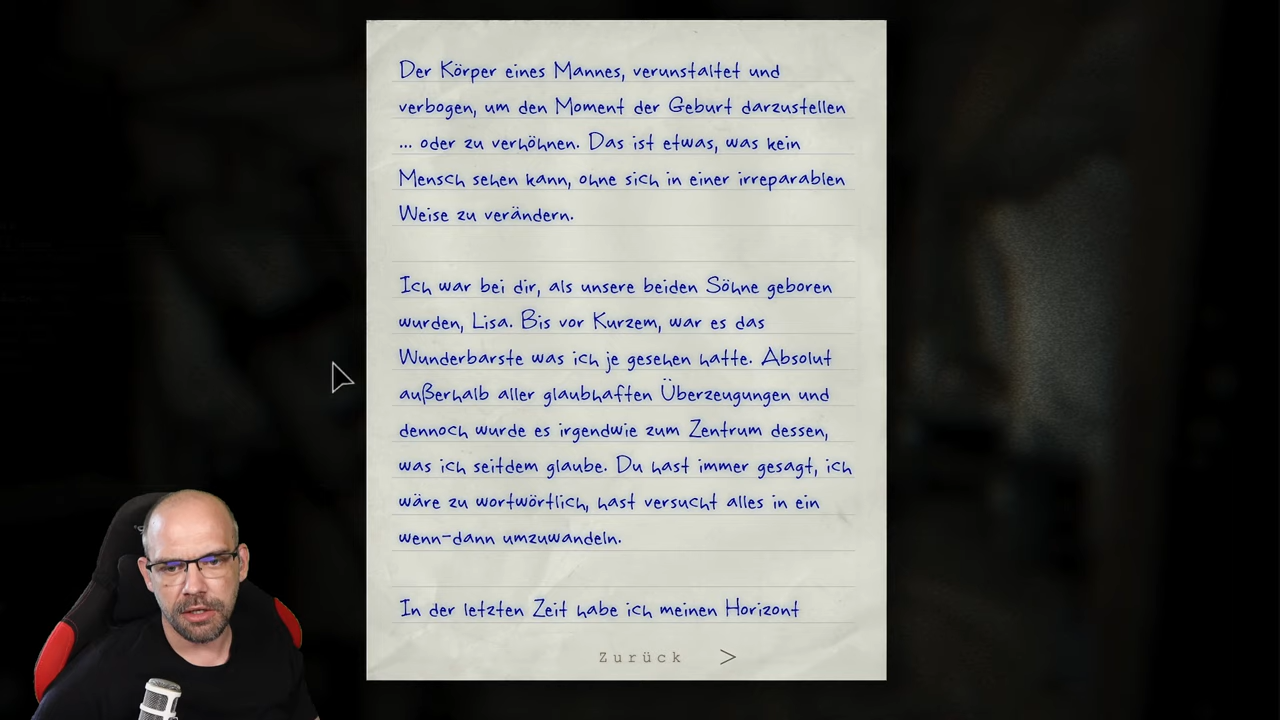 Der Körper eines Mannes, verunstaltet und
verbogen, um den Moment der Geburt darzustellen
... oder zu verhöhnen. Das ist etwas, was kein
Mensch sehen kann, ohne sich in einer irreparablen
Weise zu verändern.
Ich war bei dir, als unsere beiden Söhne geboren
wurden, Lisa. Bis vor Kurzem, war es das
Wunderbarste was ich je gesehen hatte. Absolut
außerhalb aller glaubhaften Überzeugungen und
dennoch wurde es irgendwie zum Zentrum dessen,
was ich seitdem glaube. Du hast immer gesagt, ich
wäre zu wortwörtlich, hast versucht alles in ein
wenn-dann umzuwandeln.
In der letzten Zeit habe ich meinen Horizont
Zurück >